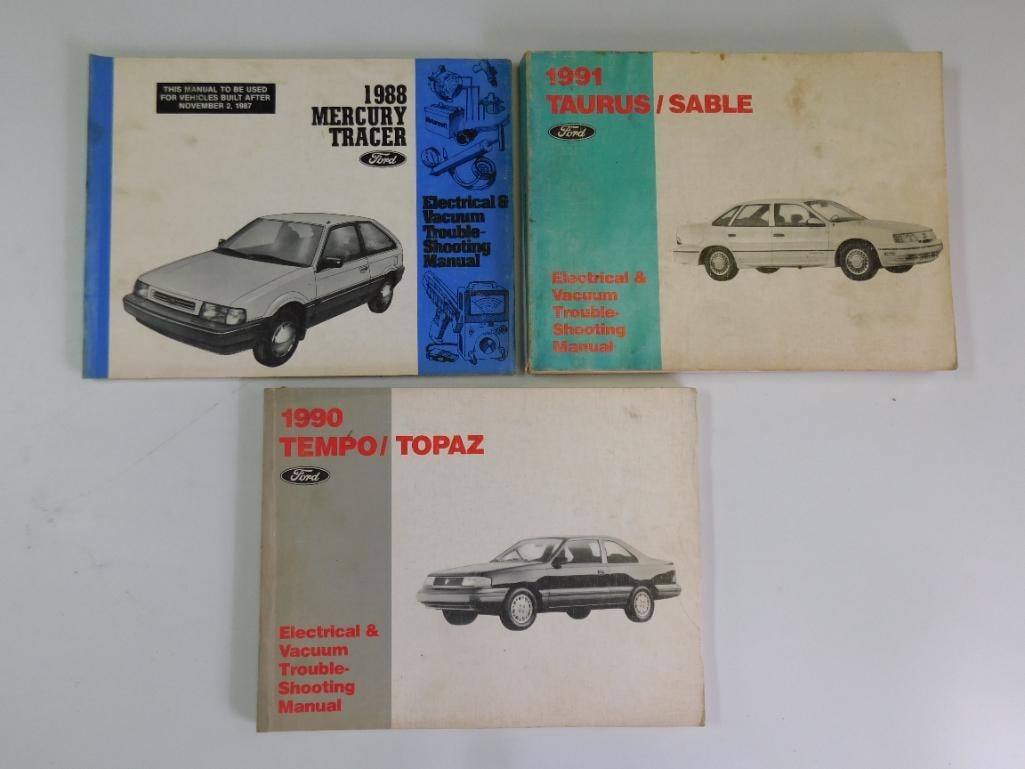 THIS MANUAL TO BE USED
FOR VEHICLES BUILT AFTER
NOVEMBER 2, 1987
1988
MERCURY
TRACER
Ford
Electrical &
Vacuum
Trouble-
Shooting
Manual
1991
TAURUS / SABLE
Ford
Electrical &
Vacuum
Trouble-
Shooting
Manual
1990
TEMPO / TOPAZ
Ford
Electrical &
Vacuum
Trouble-
Shooting
Manual